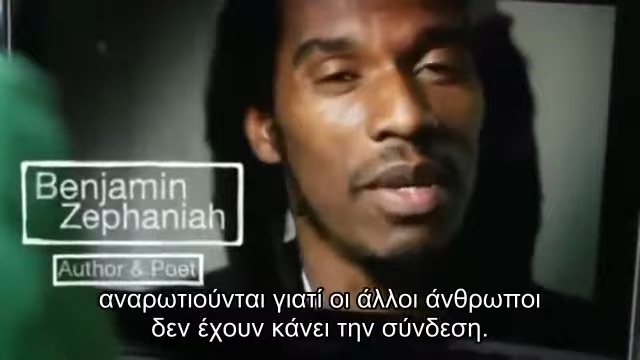 Benjamin
Zephaniah
Author & Poet
αναρωτιούνται γιατί οι άλλοι άνθρωποι
δεν έχουν κάνει την σύνδεση.